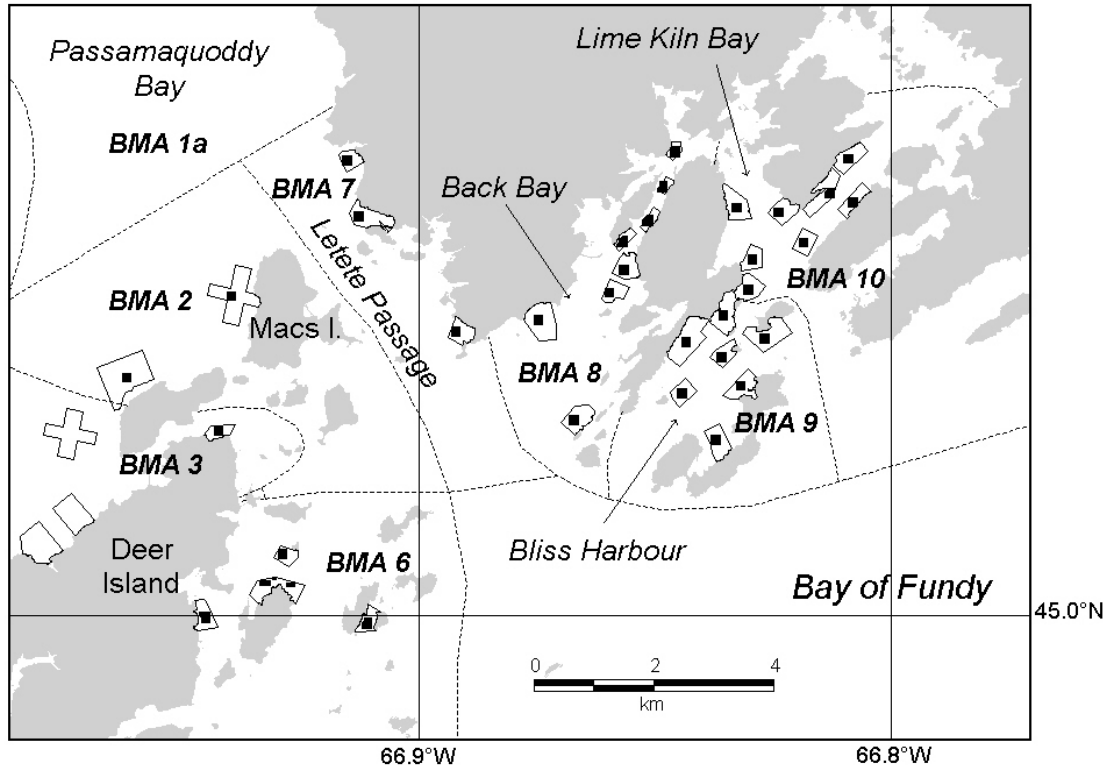 Passamaquoddy
Bay
Lime Kiln Bay
BMA 1a
BMA 7
Back Bay
Letete Passage
BMA 10
BMA 2
Macs I.
BMA 8
BMA 9
BMA 3
Bliss Harbour
Deer
Island
BMA 6
Bay of Fundy
45.0°N
0 2 4
km
66.9°W 66.8°W